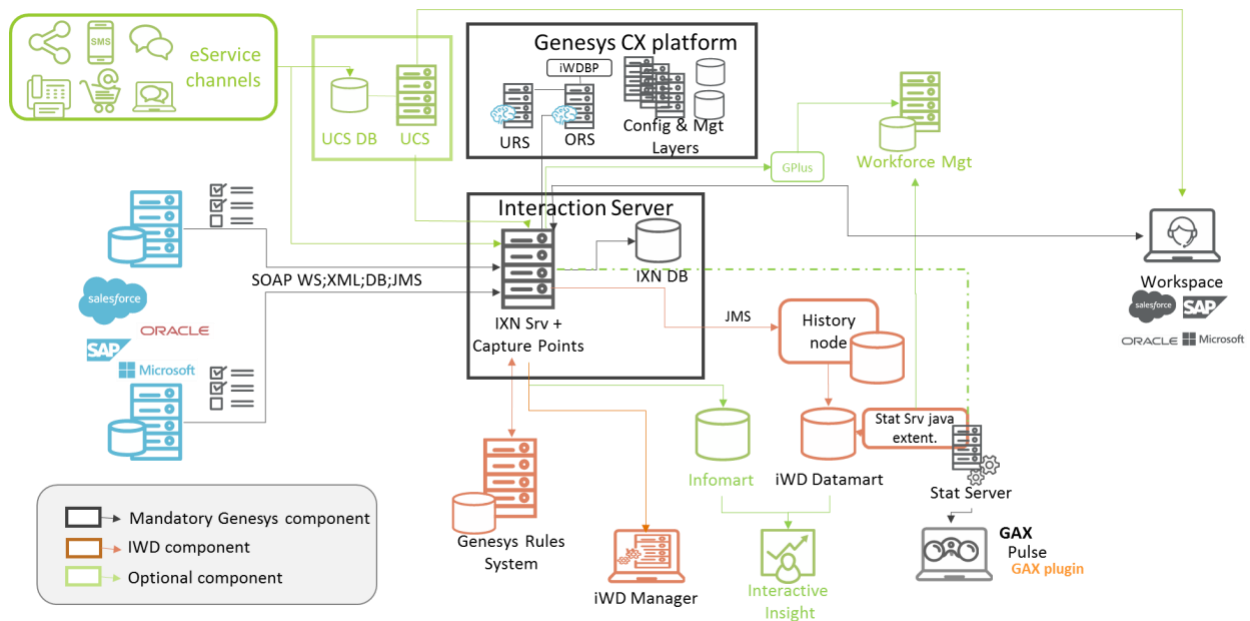 SMS
eService
channels
UCS DB
UCS
Genesys CX platform
iWDBP
URS
ORS
Config & Mgt
Layers
GPlus
Workforce Mgt
SOAP WS;XML;DB;JMS
salesforce
ORACLE
SAP
Microsoft
Interaction Server
IXN DB
IXN Srv +
Capture Points
JMS
History
node
Workspace
salesforce
SAP
ORACLE
Microsoft
Stat Srv java
extent.
Infomart
iWD Datamart
Stat Server
Genesys Rules
System
iWD Manager
Interactive
Insight
GAX
Pulse
GAX plugin
Mandatory Genesys component
IWD component
Optional component